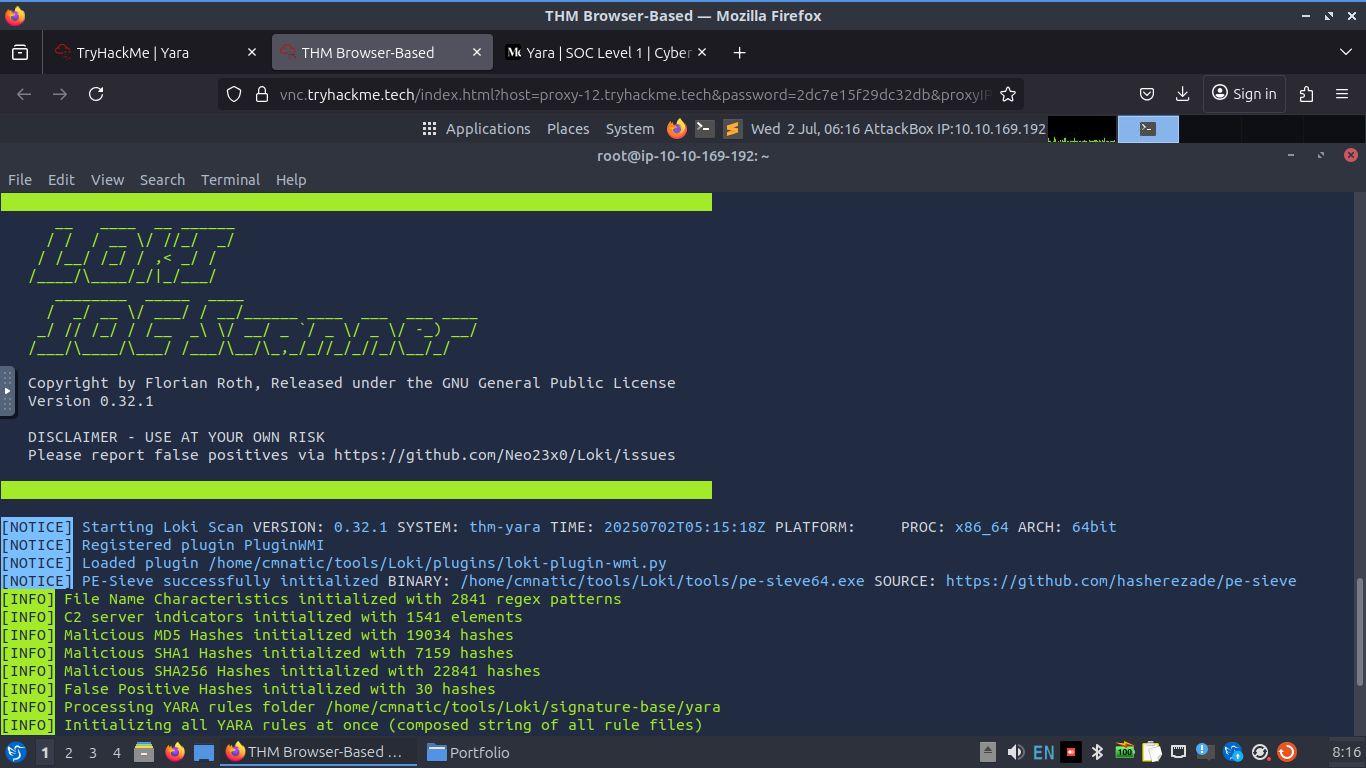 THM Browser-Based — Mozilla Firefox
TryHackMe | Yara
THM Browser-Based
Yara | SOC Level 1 | Cyber
vnc.tryhackme.tech/index.html?host=proxy-12.tryhackme.tech&password=2dc7e15f29dc32db&proxyIP
Sign in
Applications Places System Wed 2 Jul, 06:16 AttackBox IP:10.10.169.192
root@ip-10-10-169-192: ~
File Edit View Search Terminal Help
LOKI
IOC Scanner
Copyright by Florian Roth, Released under the GNU General Public License
Version 0.32.1
DISCLAIMER - USE AT YOUR OWN RISK
Please report false positives via https://github.com/Neo23x0/Loki/issues
[NOTICE] Starting Loki Scan VERSION: 0.32.1 SYSTEM: thm-yara TIME: 20250702T05:15:18Z PLATFORM:     PROC: x86_64 ARCH: 64bit
[NOTICE] Registered plugin PluginWMI
[NOTICE] Loaded plugin /home/cmnatic/tools/Loki/plugins/loki-plugin-wmi.py
[NOTICE] PE-Sieve successfully initialized BINARY: /home/cmnatic/tools/Loki/tools/pe-sieve64.exe SOURCE: https://github.com/hasherezade/pe-sieve
[INFO] File Name Characteristics initialized with 2841 regex patterns
[INFO] C2 server indicators initialized with 1541 elements
[INFO] Malicious MD5 Hashes initialized with 19034 hashes
[INFO] Malicious SHA1 Hashes initialized with 7159 hashes
[INFO] Malicious SHA256 Hashes initialized with 22841 hashes
[INFO] False Positive Hashes initialized with 30 hashes
[INFO] Processing YARA rules folder /home/cmnatic/tools/Loki/signature-base/yara
[INFO] Initializing all YARA rules at once (composed string of all rule files)
1 2 3 4 THM Browser-Based ... Portfolio EN 100 8:16